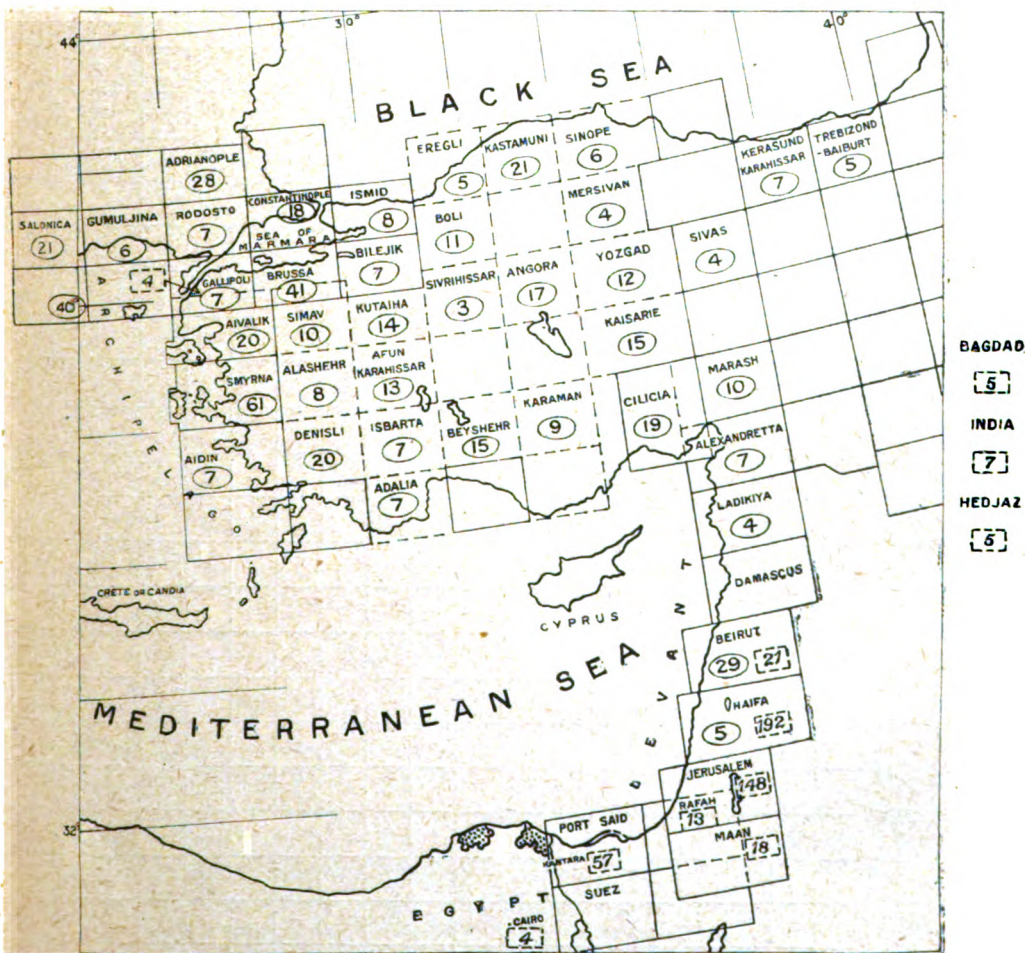 44°
30°
40°
BLACK SEA
ADRIANOPLE
28
EREGLI
5
KASTAMUNI
21
SINOPE
6
KERASUND
KARAHISSAR
7
TREBIZOND
-BAIBURT
5
SALONICA
21
GUMULJINA
6
RODOSTO
7
CONSTANTINOPLE
18
SEA OF
MARMARA
ISMID
8
BOLI
11
MERSIVAN
4
4
GALLIPOLI
7
BRUSSA
41
BILEJIK
7
SIVRIHISSAR
3
ANGORA
17
YOZGAD
12
SIVAS
4
40°
ARCHIPELAGO
AIVALIK
20
SIMAV
10
KUTAIHA
14
KAISARIE
15
SMYRNA
61
ALASHEHR
8
AFUN
KARAHISSAR
13
MARASH
10
AIDIN
7
DENISLI
20
ISBARTA
7
BEYSHEHR
15
KARAMAN
9
CILICIA
19
ALEXANDRETTA
7
ADALIA
7
LADIKIYA
4
CRETE OR CANDIA
CYPRUS
LEVANT
DAMASCUS
MEDITERRANEAN SEA
BEIRUT
29
21
HAIFA
5
192
JERUSALEM
148
RAFAH
13
MAAN
18
32
PORT SAID
KANTARA
57
SUEZ
EGYPT
CAIRO
4
BAGDAD
5
INDIA
7
HEDJAZ
5